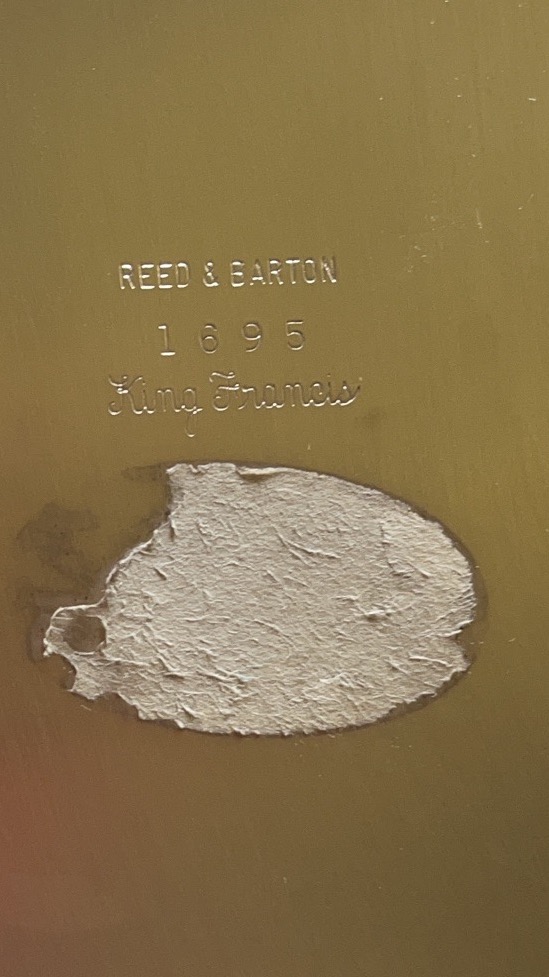 REED & BARTON
1695
King Francis